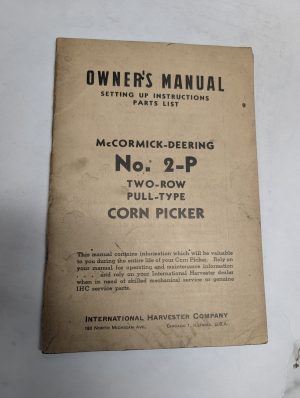 OWNER'S MANUAL
SETTING UP INSTRUCTIONS
PARTS LIST
McCORMICK-DEERING
No. 2-P
TWO-ROW
PULL-TYPE
CORN PICKER
This manual contains information which will be valuable
to you during the entire life of your Corn Picker. Rely on
your manual for operating and maintenance information
. . . . and rely on your International Harvester dealer
when in need of skilled mechanical service or genuine
IHC service parts.
INTERNATIONAL HARVESTER COMPANY
180 NORTH MICHIGAN AVE. CHICAGO 1, ILLINOIS, U.S.A.